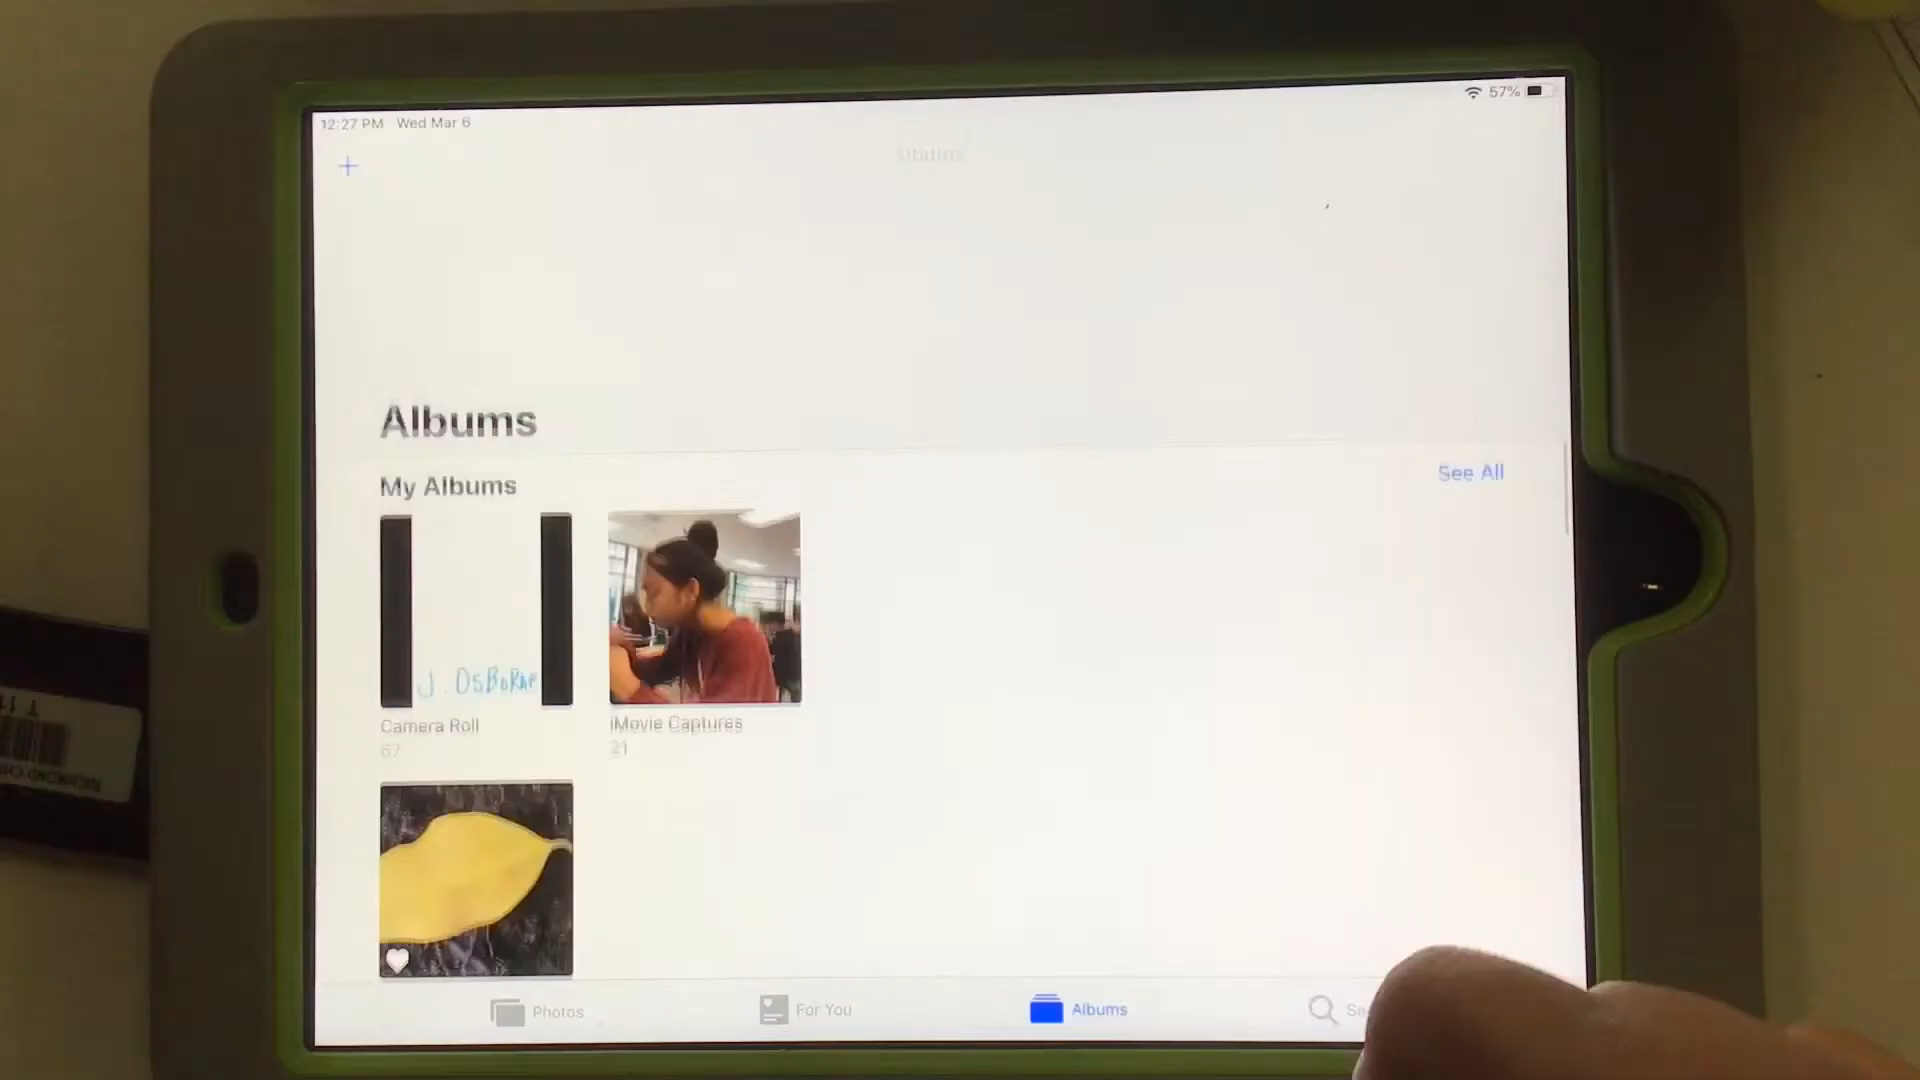 12:27 PM Wed Mar 6
57%
Albums
Albums
My Albums
See All
J. OSBORNE
Camera Roll
67
iMovie Captures
21
Photos
For You
Albums